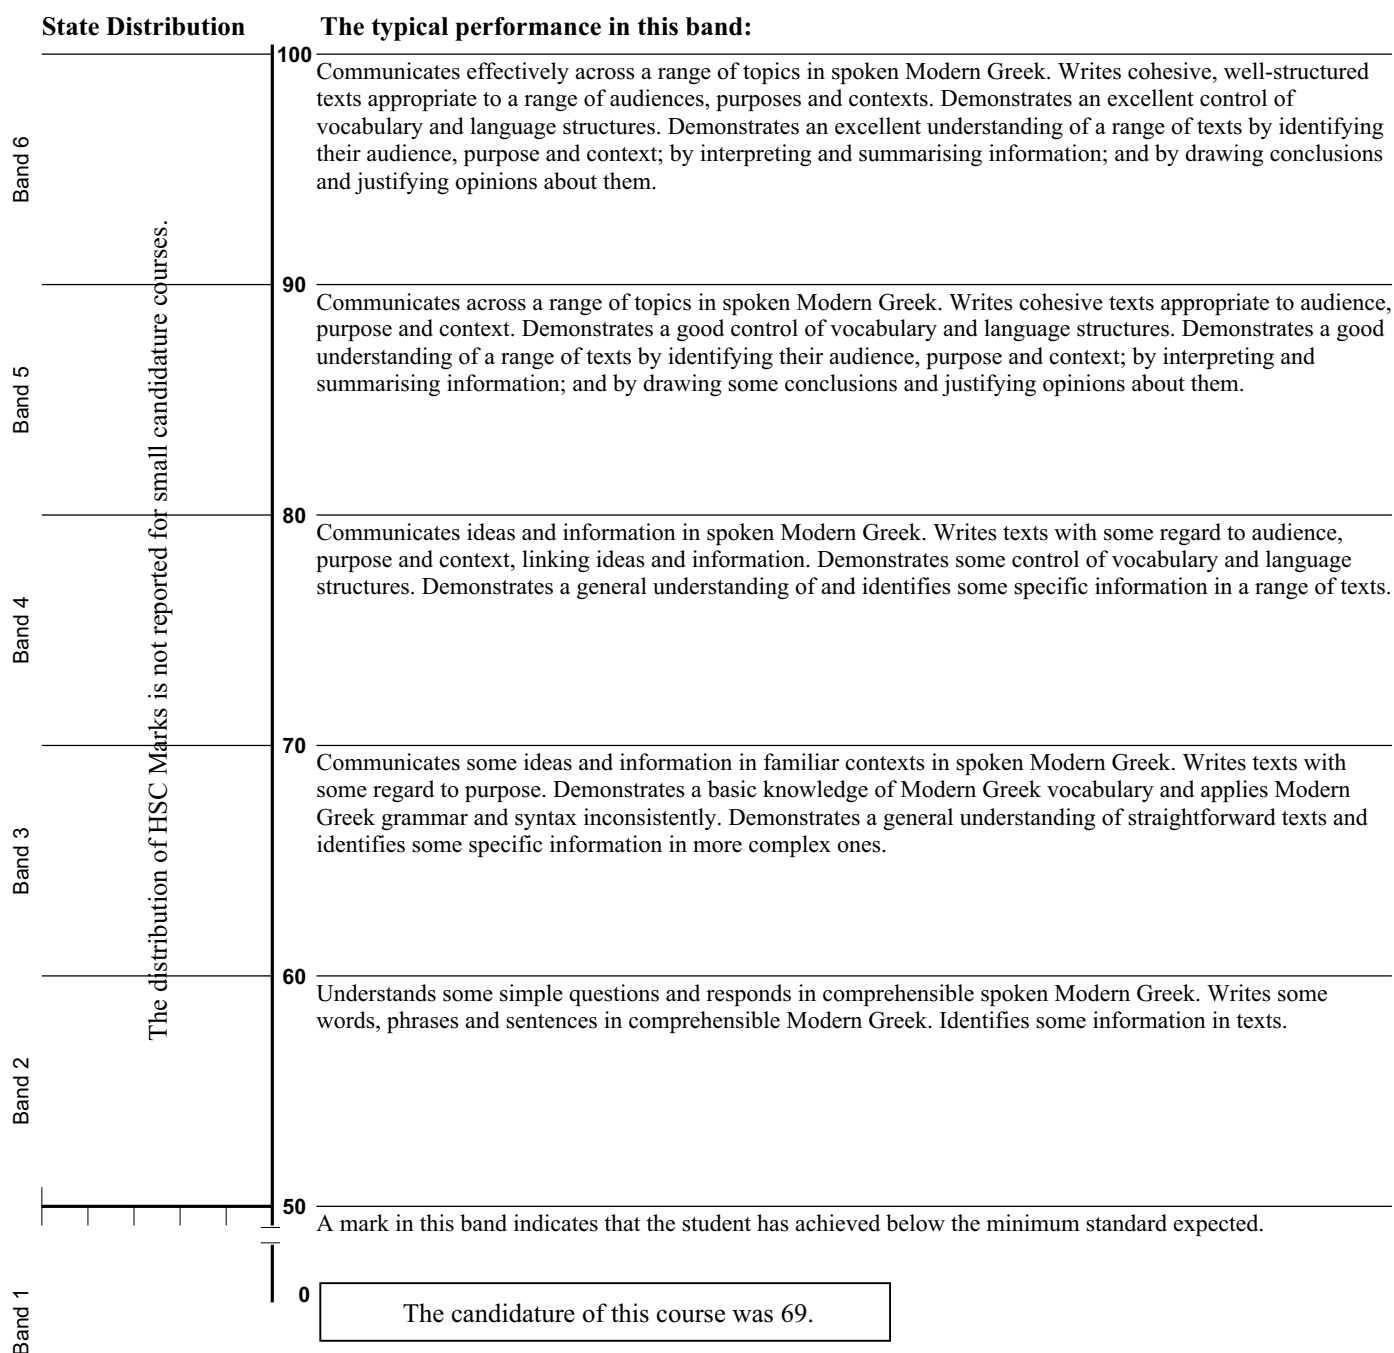 State Distribution
The typical performance in this band:
100
Communicates effectively across a range of topics in spoken Modern Greek. Writes cohesive, well-structured
texts appropriate to a range of audiences, purposes and contexts. Demonstrates an excellent control of
vocabulary and language structures. Demonstrates an excellent understanding of a range of texts by identifying
their audience, purpose and context; by interpreting and summarising information; and by drawing conclusions
and justifying opinions about them.
Band 6
90
Communicates across a range of topics in spoken Modern Greek. Writes cohesive texts appropriate to audience,
purpose and context. Demonstrates a good control of vocabulary and language structures. Demonstrates a good
understanding of a range of texts by identifying their audience, purpose and context; by interpreting and
summarising information; and by drawing some conclusions and justifying opinions about them.
Band 5
80
Communicates ideas and information in spoken Modern Greek. Writes texts with some regard to audience,
purpose and context, linking ideas and information. Demonstrates some control of vocabulary and language
structures. Demonstrates a general understanding of and identifies some specific information in a range of texts.
Band 4
The distribution of HSC Marks is not reported for small candidature courses.
70
Communicates some ideas and information in familiar contexts in spoken Modern Greek. Writes texts with
some regard to purpose. Demonstrates a basic knowledge of Modern Greek vocabulary and applies Modern
Greek grammar and syntax inconsistently. Demonstrates a general understanding of straightforward texts and
identifies some specific information in more complex ones.
Band 3
60
Understands some simple questions and responds in comprehensible spoken Modern Greek. Writes some
words, phrases and sentences in comprehensible Modern Greek. Identifies some information in texts.
Band 2
50
A mark in this band indicates that the student has achieved below the minimum standard expected.
0
Band 1
The candidature of this course was 69.